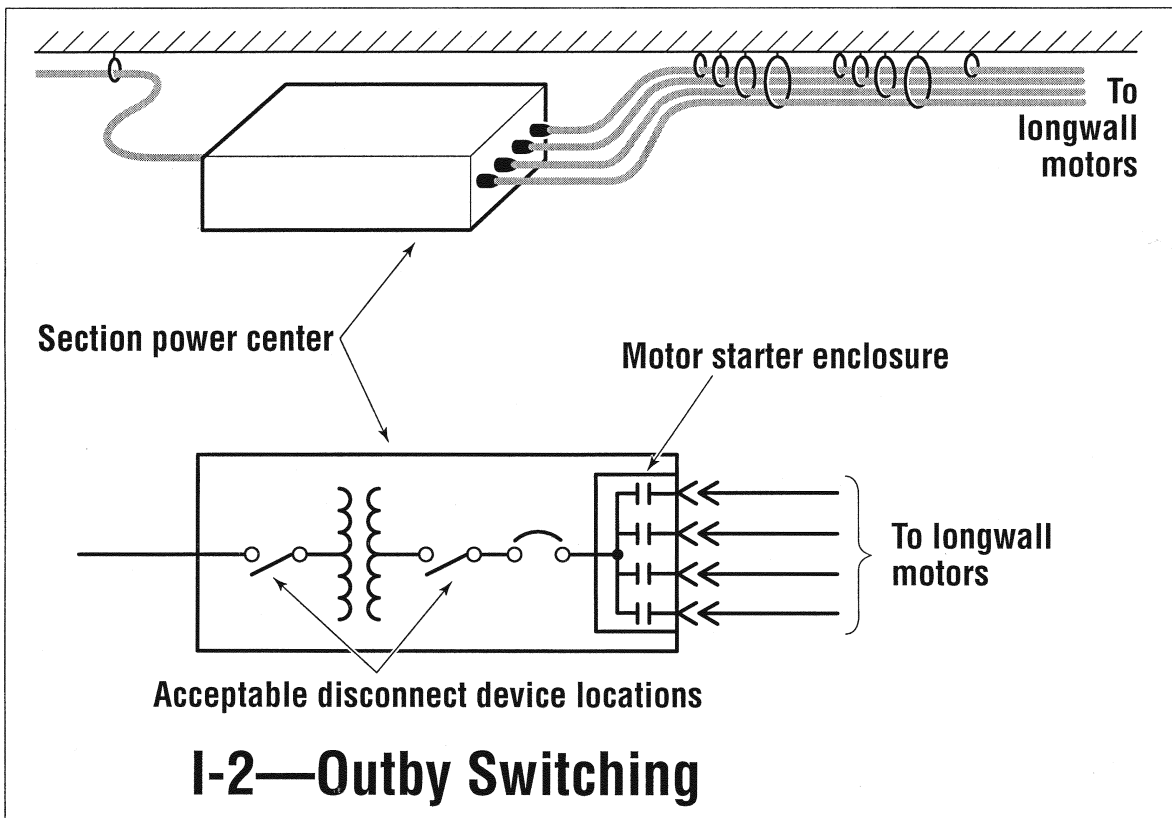 To
longwall
motors
Section power center
Motor starter enclosure
To longwall
motors
Acceptable disconnect device locations
I-2—Outby Switching